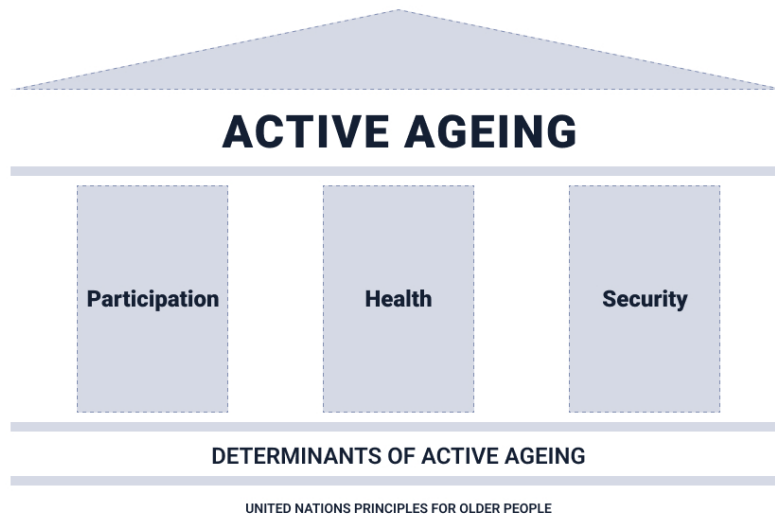 ACTIVE AGEING
Participation
Health
Security
DETERMINANTS OF ACTIVE AGEING
UNITED NATIONS PRINCIPLES FOR OLDER PEOPLE